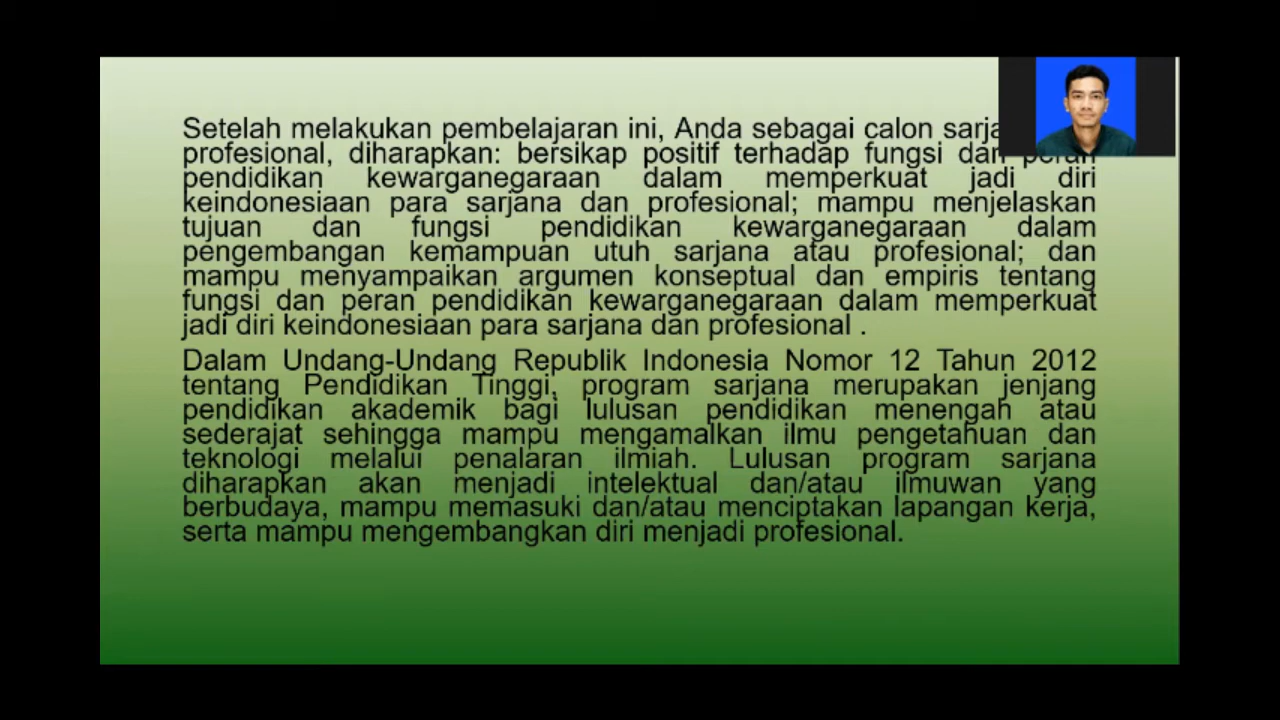 Setelah melakukan pembelajaran ini, Anda sebagai calon
profesional, diharapkan: bersikap positif terhadap fungsi dan peran
pendidikan kewarganegaraan dalam memperkuat jadi diri
keindonesiaan para sarjana dan profesional; mampu menjelaskan
tujuan dan fungsi pendidikan kewarganegaraan dalam
pengembangan kemampuan utuh sarjana atau profesional; dan
mampu menyampaikan argumen konseptual dan empiris tentang
fungsi dan peran pendidikan kewarganegaraan dalam memperkuat
jadi diri keindonesiaan para sarjana dan profesional .
Dalam Undang-Undang Republik Indonesia Nomor 12 Tahun 2012
tentang Pendidikan Tinggi, program sarjana merupakan jenjang
pendidikan akademik bagi lulusan pendidikan menengah atau
sederajat sehingga mampu mengamalkan ilmu pengetahuan dan
teknologi melalui penalaran ilmiah. Lulusan program sarjana
diharapkan akan menjadi intelektual dan/atau ilmuwan yang
berbudaya, mampu memasuki dan/atau menciptakan lapangan kerja,
serta mampu mengembangkan diri menjadi profesional.